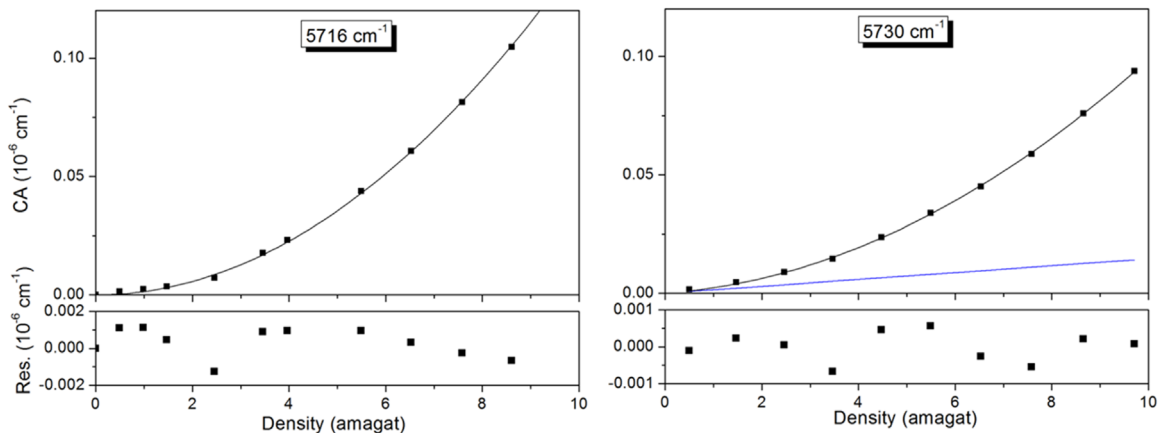 5716 cm⁻¹
0.10
0.05
0.00
CA (10⁻⁶ cm⁻¹)
0.002
0.000
-0.002
Res. (10⁻⁶ cm⁻¹)
0 2 4 6 8 10
Density (amagat)
5730 cm⁻¹
0.10
0.05
0.00
0.001
0.000
-0.001
0 2 4 6 8 10
Density (amagat)